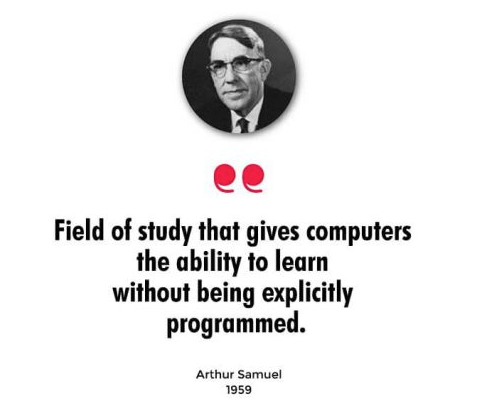 Field of study that gives computers
the ability to learn
without being explicitly
programmed.
Arthur Samuel
1959